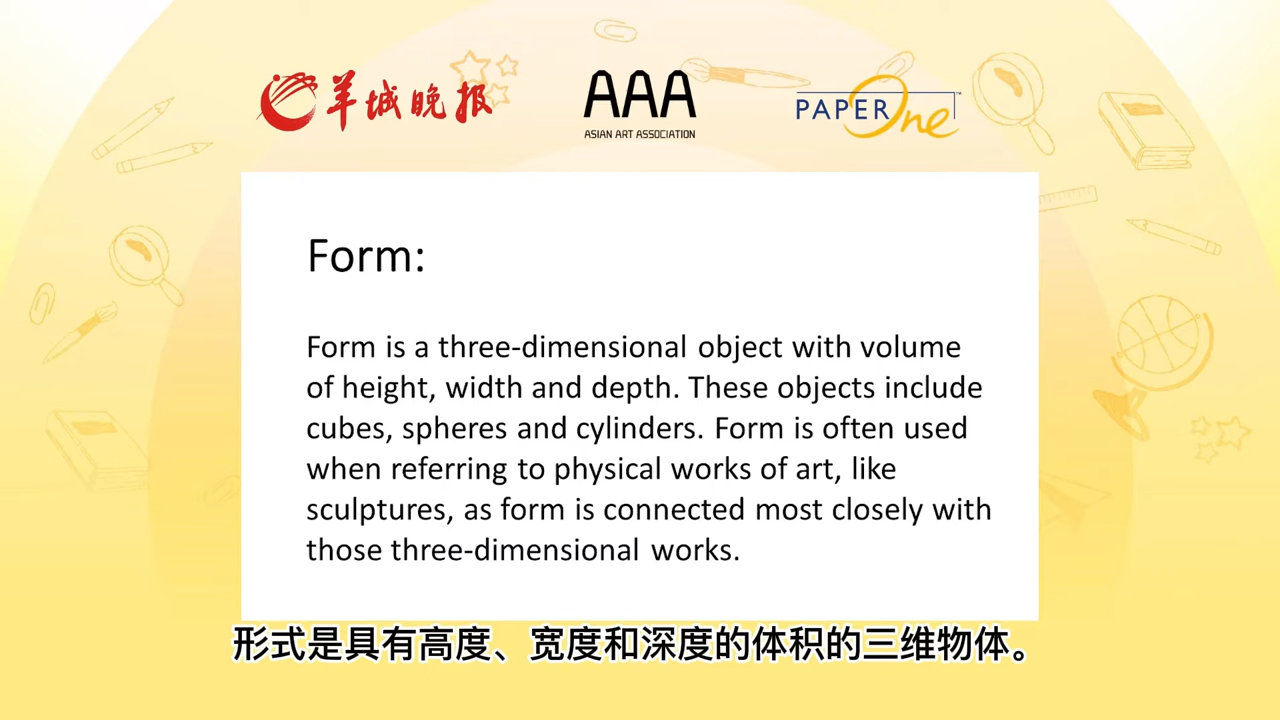 羊城晚报
AAA
ASIAN ART ASSOCIATION
PAPER One™
Form:
Form is a three-dimensional object with volume
of height, width and depth. These objects include
cubes, spheres and cylinders. Form is often used
when referring to physical works of art, like
sculptures, as form is connected most closely with
those three-dimensional works.
形式是具有高度、宽度和深度的体积的三维物体。